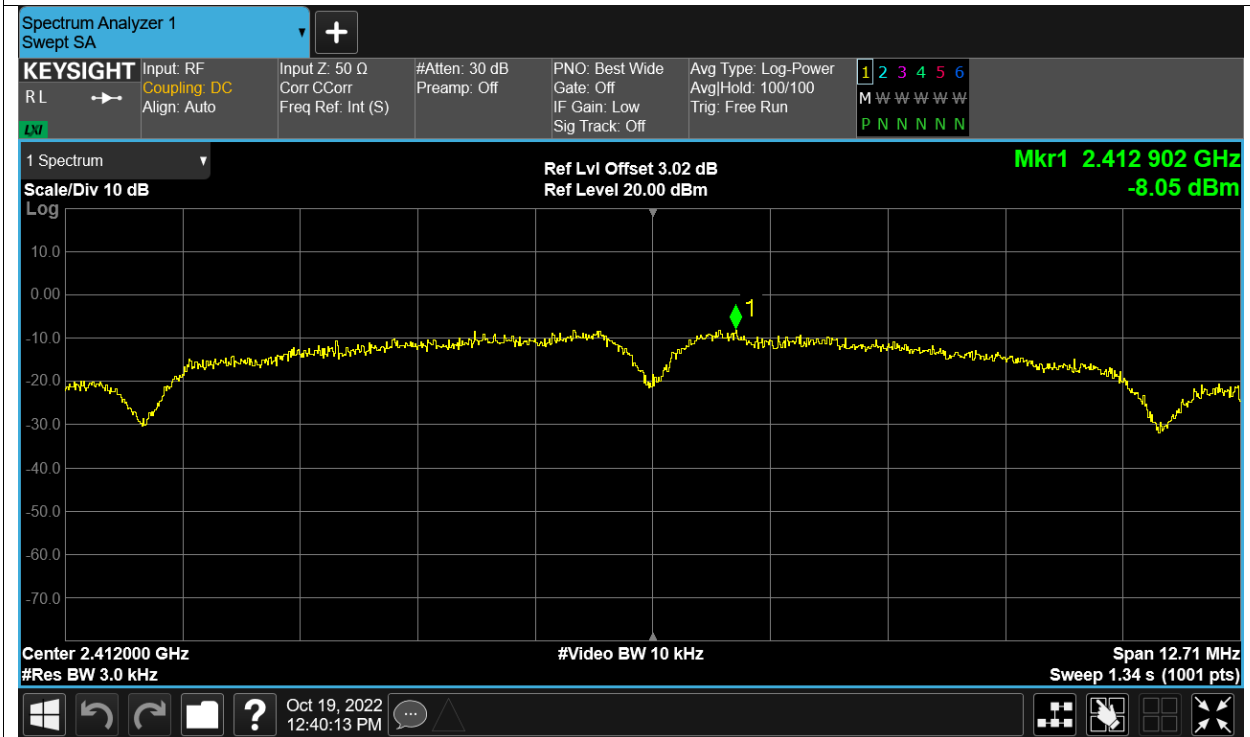 Spectrum Analyzer 1
Swept SA
KEYSIGHT
R L
LXI
Input: RF
Coupling: DC
Align: Auto
Input Z: 50 Ω
Corr CCorr
Freq Ref: Int (S)
#Atten: 30 dB
Preamp: Off
PNO: Best Wide
Gate: Off
IF Gain: Low
Sig Track: Off
Avg Type: Log-Power
Avg|Hold: 100/100
Trig: Free Run
1 2 3 4 5 6
M W W W W W
P N N N N N
1 Spectrum
Scale/Div 10 dB
Log
Ref Lvl Offset 3.02 dB
Ref Level 20.00 dBm
Mkr1 2.412 902 GHz
-8.05 dBm
10.0
0.00
1
-10.0
-20.0
-30.0
-40.0
-50.0
-60.0
-70.0
Center 2.412000 GHz
#Video BW 10 kHz
Span 12.71 MHz
#Res BW 3.0 kHz
Sweep 1.34 s (1001 pts)
?
Oct 19, 2022
12:40:13 PM